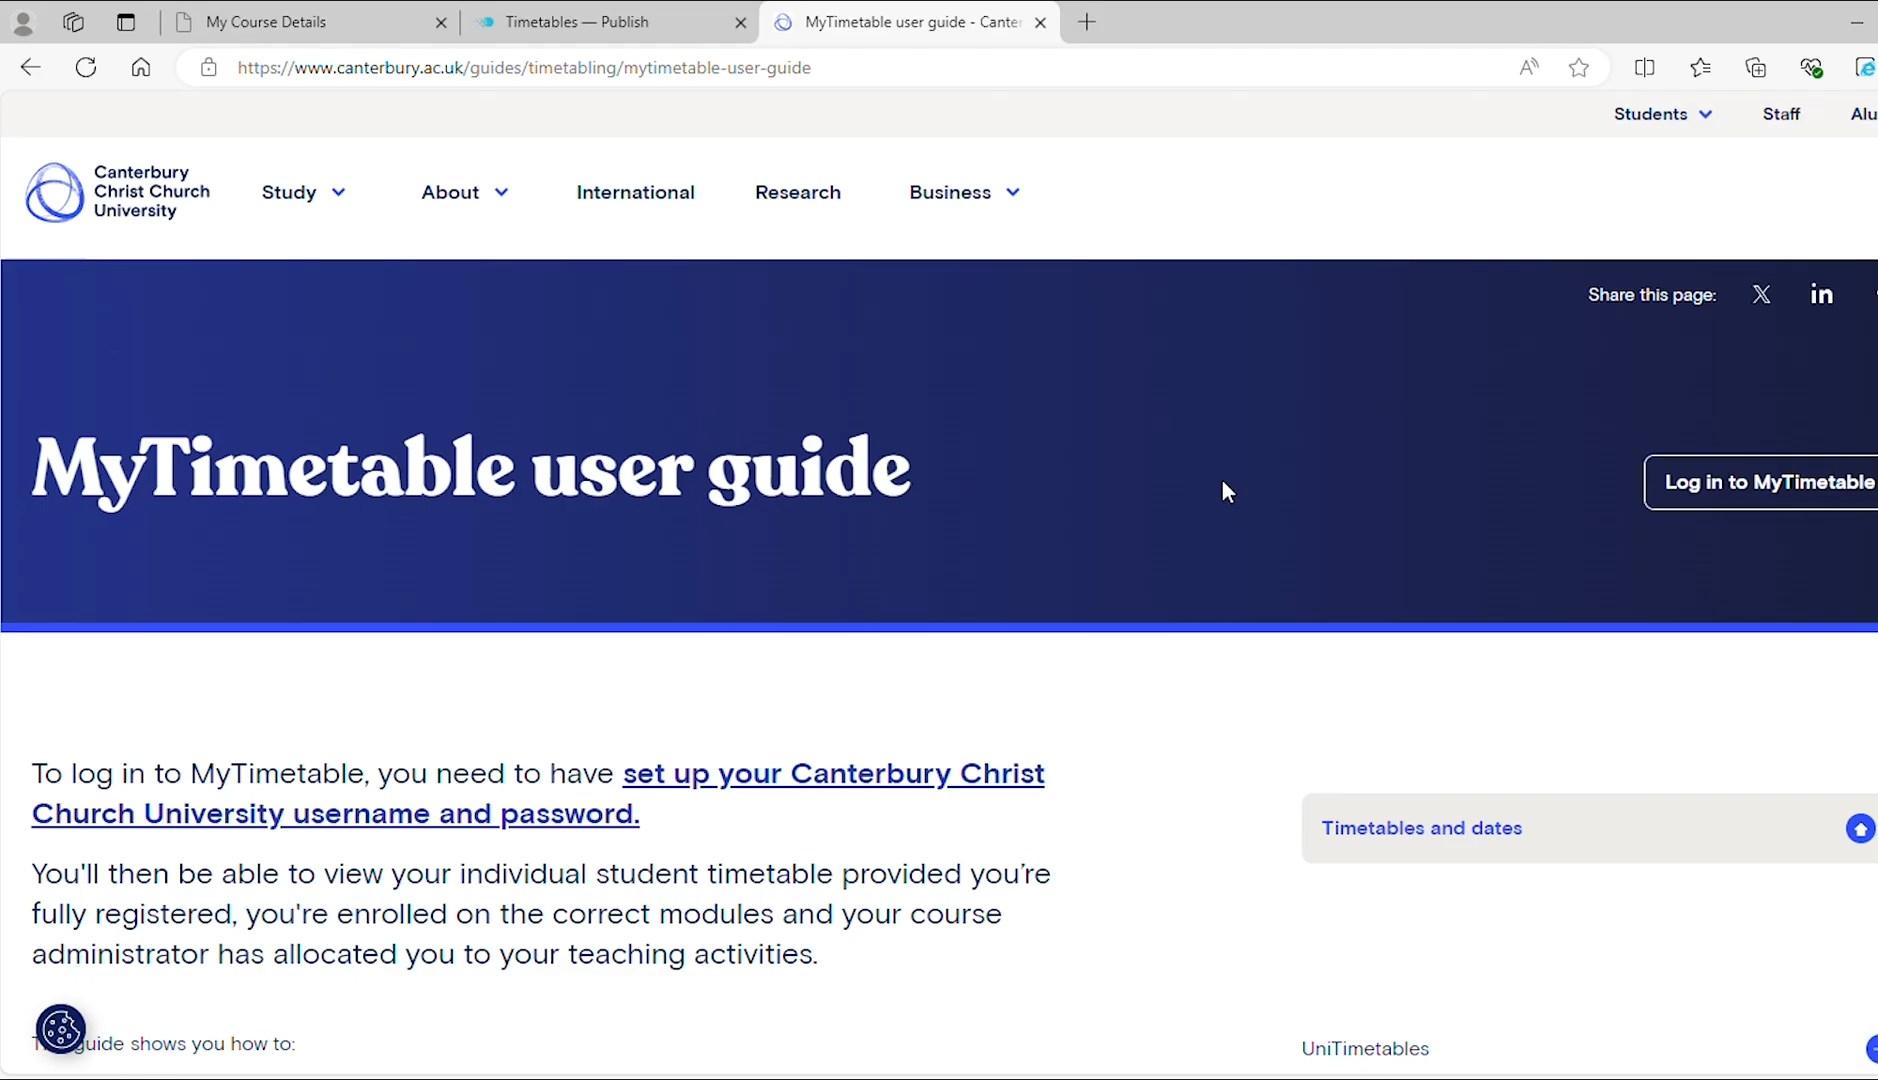 My Course Details
Timetables — Publish
MyTimetable user guide - Canter
https://www.canterbury.ac.uk/guides/timetabling/mytimetable-user-guide
Students
Staff
Alu
Canterbury
Christ Church
University
Study
About
International
Research
Business
Share this page:
MyTimetable user guide
Log in to MyTimetable
To log in to MyTimetable, you need to have set up your Canterbury Christ
Church University username and password.
You'll then be able to view your individual student timetable provided you’re
fully registered, you're enrolled on the correct modules and your course
administrator has allocated you to your teaching activities.
Timetables and dates
guide shows you how to:
UniTimetables